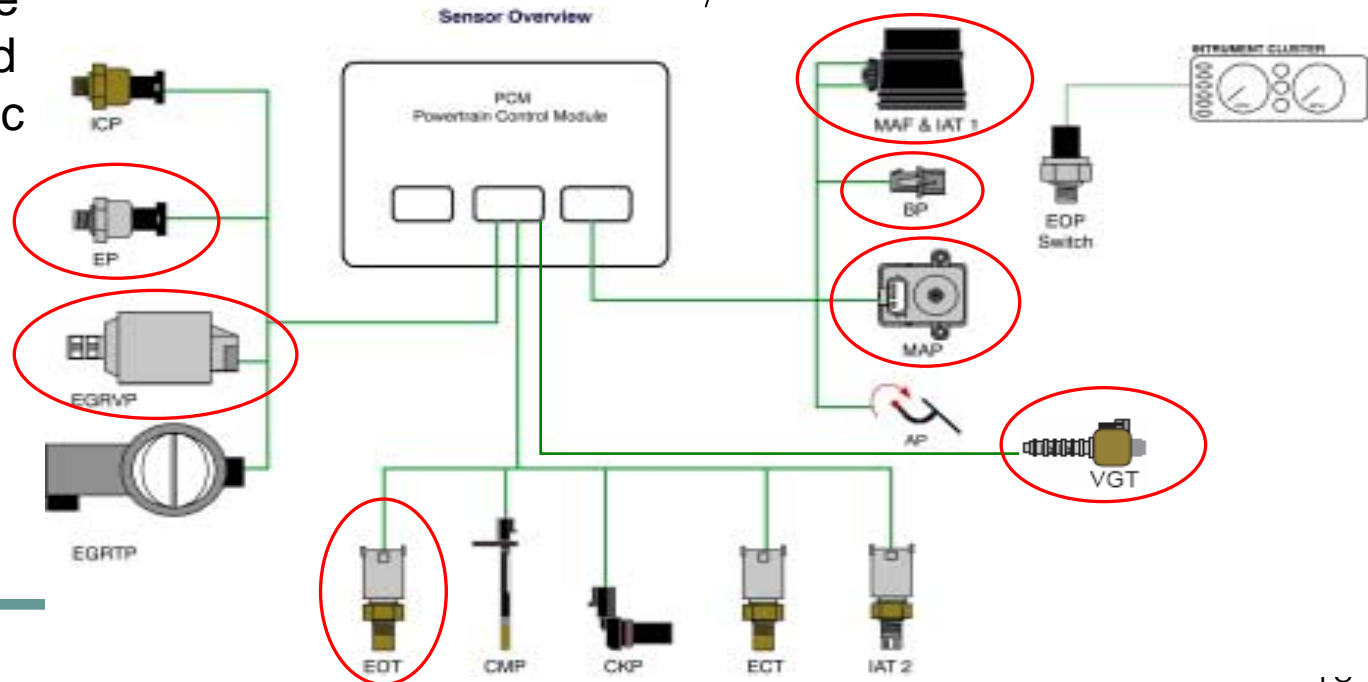 e
d
c
Sensor Overview
PCM
Powertrain Control Module
ICP
EP
EGRVP
EGRTP
MAF & IAT 1
BP
MAP
AP
INTRUMENT CLUSTER
EOP
Switch
VGT
EOT
CMP
CKP
ECT
IAT 2